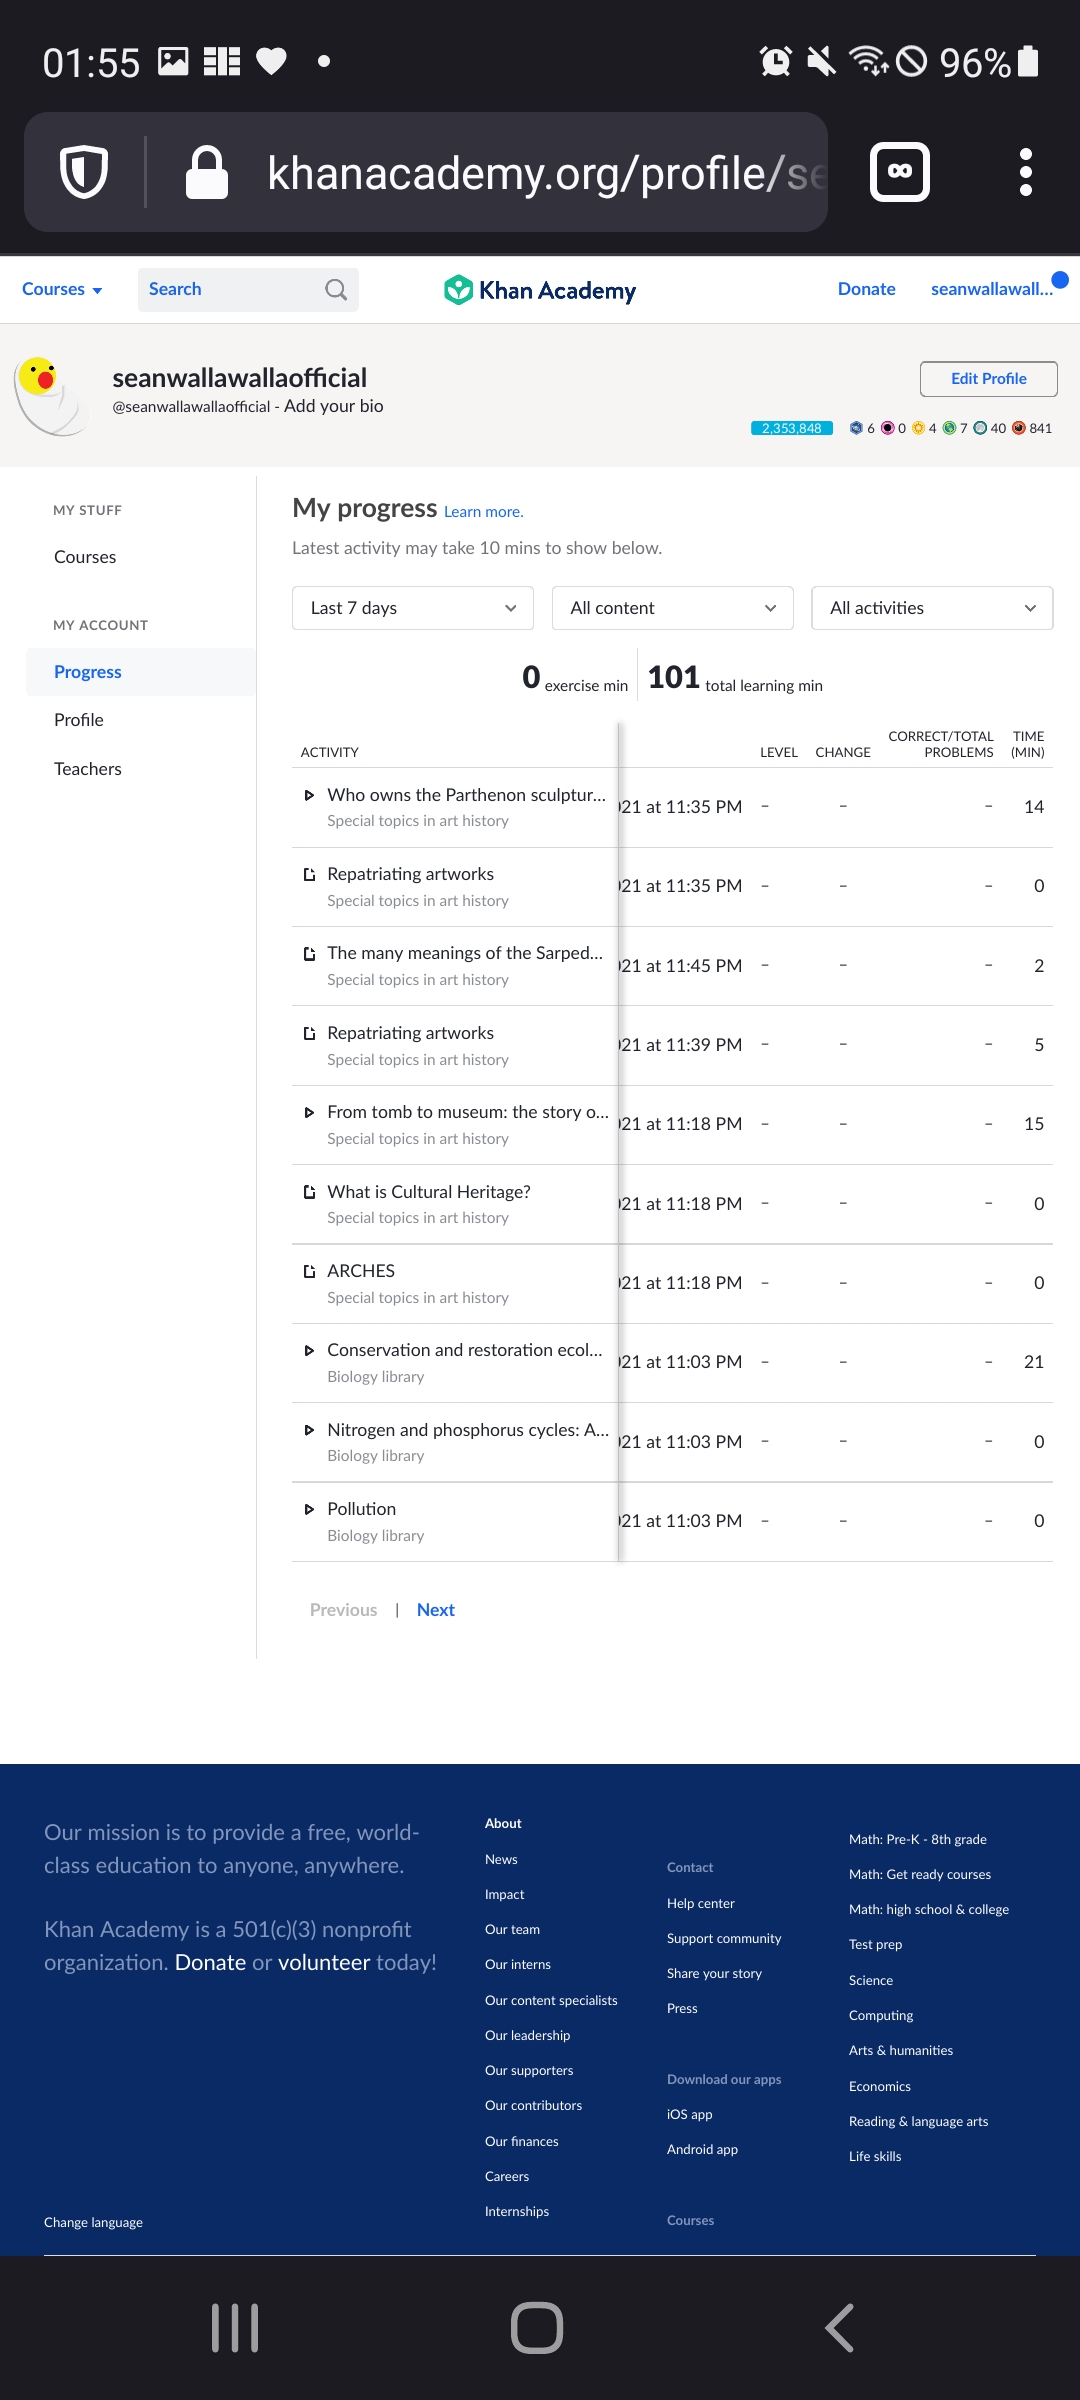 01:55 96%
khanacademy.org/profile/se
Courses Search Khan Academy Donate seanwallawall...
seanwallawallaofficial
@seanwallawallaofficial - Add your bio
Edit Profile
2,353,848 6 0 4 7 40 841
MY STUFF
Courses
MY ACCOUNT
Progress
Profile
Teachers
My progress Learn more.
Latest activity may take 10 mins to show below.
Last 7 days All content All activities
0 exercise min 101 total learning min
ACTIVITY LEVEL CHANGE CORRECT/TOTAL PROBLEMS TIME (MIN)
Who owns the Parthenon sculptur... 021 at 11:35 PM – – – 14
Special topics in art history
Repatriating artworks 021 at 11:35 PM – – – 0
Special topics in art history
The many meanings of the Sarped... 021 at 11:45 PM – – – 2
Special topics in art history
Repatriating artworks 021 at 11:39 PM – – – 5
Special topics in art history
From tomb to museum: the story o... 021 at 11:18 PM – – – 15
Special topics in art history
What is Cultural Heritage? 021 at 11:18 PM – – – 0
Special topics in art history
ARCHES 021 at 11:18 PM – – – 0
Special topics in art history
Conservation and restoration ecol... 021 at 11:03 PM – – – 21
Biology library
Nitrogen and phosphorus cycles: A... 021 at 11:03 PM – – – 0
Biology library
Pollution 021 at 11:03 PM – – – 0
Biology library
Previous | Next
Our mission is to provide a free, world-
class education to anyone, anywhere.
Khan Academy is a 501(c)(3) nonprofit
organization. Donate or volunteer today!
Change language
About
News
Impact
Our team
Our interns
Our content specialists
Our leadership
Our supporters
Our contributors
Our finances
Careers
Internships
Contact
Help center
Support community
Share your story
Press
Download our apps
iOS app
Android app
Courses
Math: Pre-K - 8th grade
Math: Get ready courses
Math: high school & college
Test prep
Science
Computing
Arts & humanities
Economics
Reading & language arts
Life skills